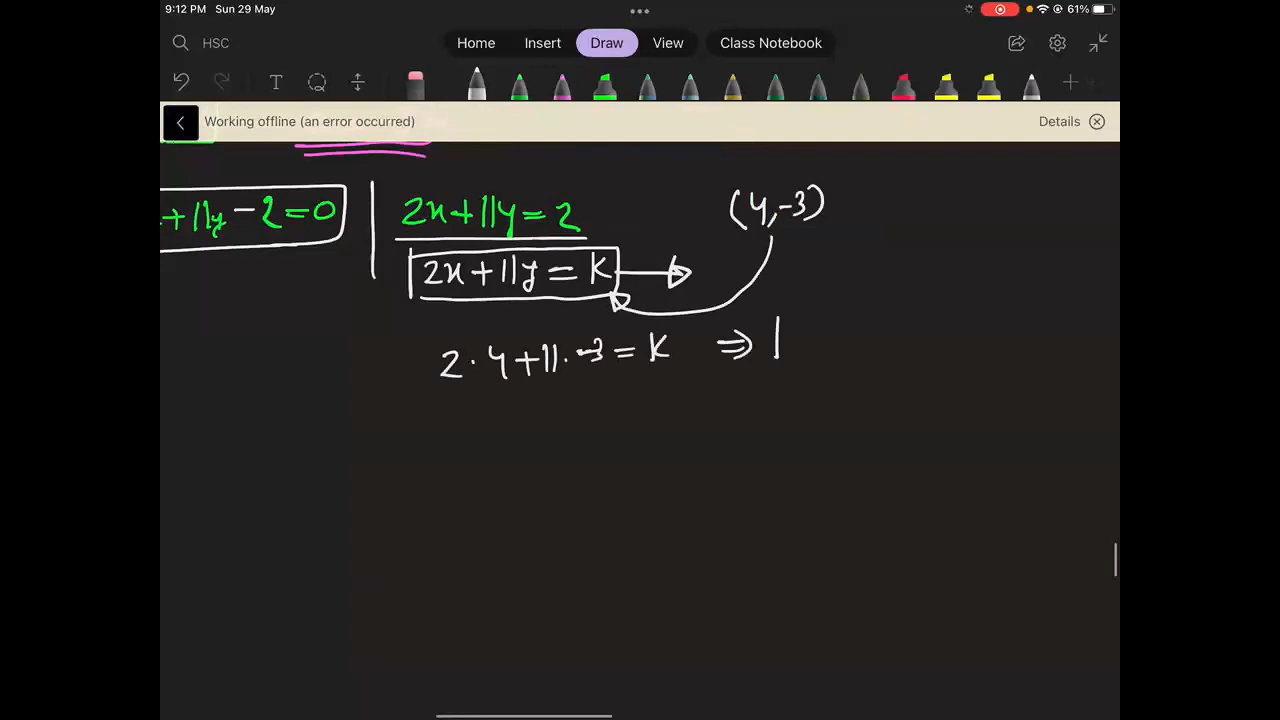 9:12 PM Sun 29 May
61%
HSC
Home Insert Draw View Class Notebook
T
Working offline (an error occurred)
Details
+11y-2=0
2x+11y=2
(4,-3)
2x+11y=K
2·4+11·-3=K ⇒